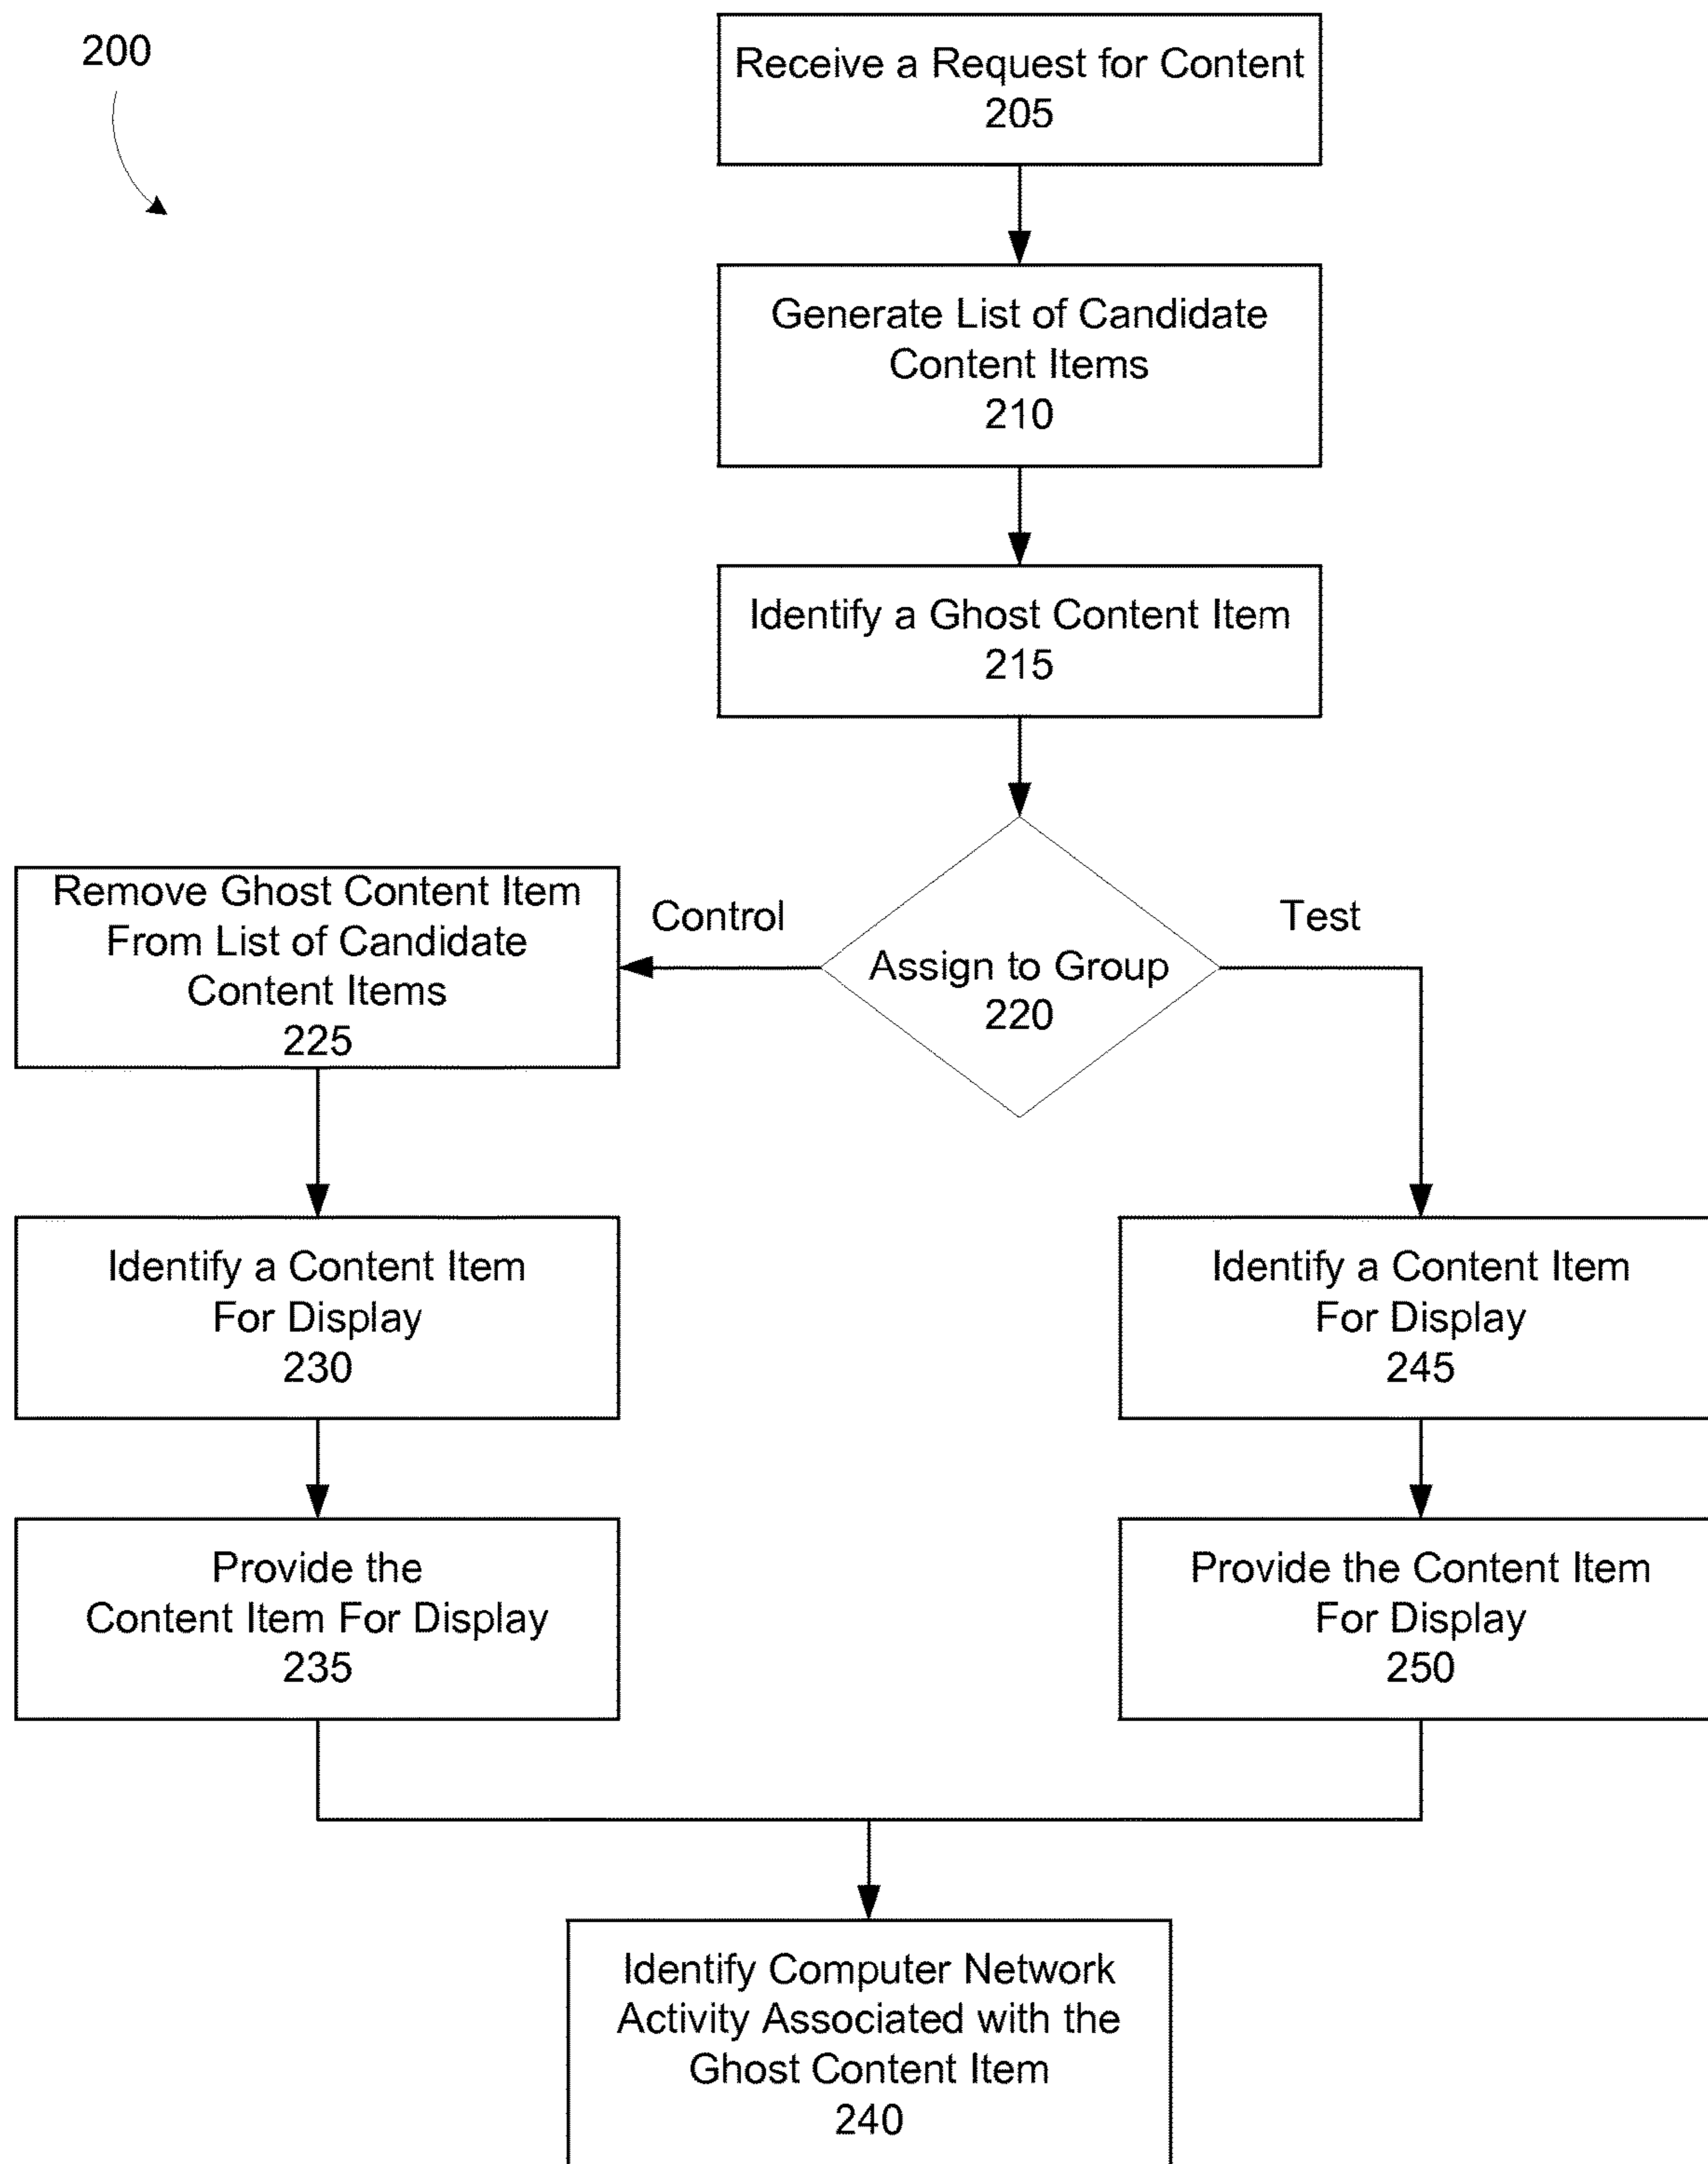 200
Receive a Request for Content
205
Generate List of Candidate
Content Items
210
Identify a Ghost Content Item
215
Remove Ghost Content Item
From List of Candidate
Content Items
225
Control
Assign to Group
220
Test
Identify a Content Item
For Display
230
Identify a Content Item
For Display
245
Provide the
Content Item For Display
235
Provide the Content Item
For Display
250
Identify Computer Network
Activity Associated with the
Ghost Content Item
240